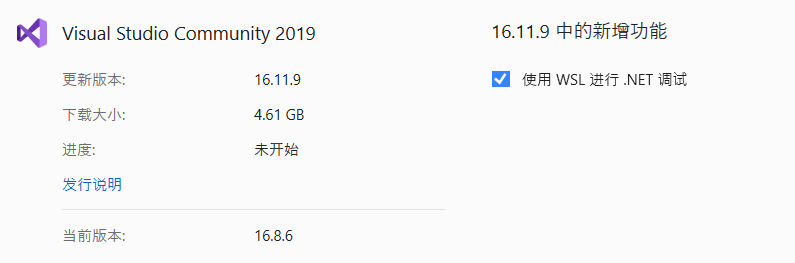 Visual Studio Community 2019
更新版本: 16.11.9
下载大小: 4.61 GB
进度: 未开始
发行说明
当前版本: 16.8.6
16.11.9 中的新增功能
使用 WSL 进行 .NET 调试